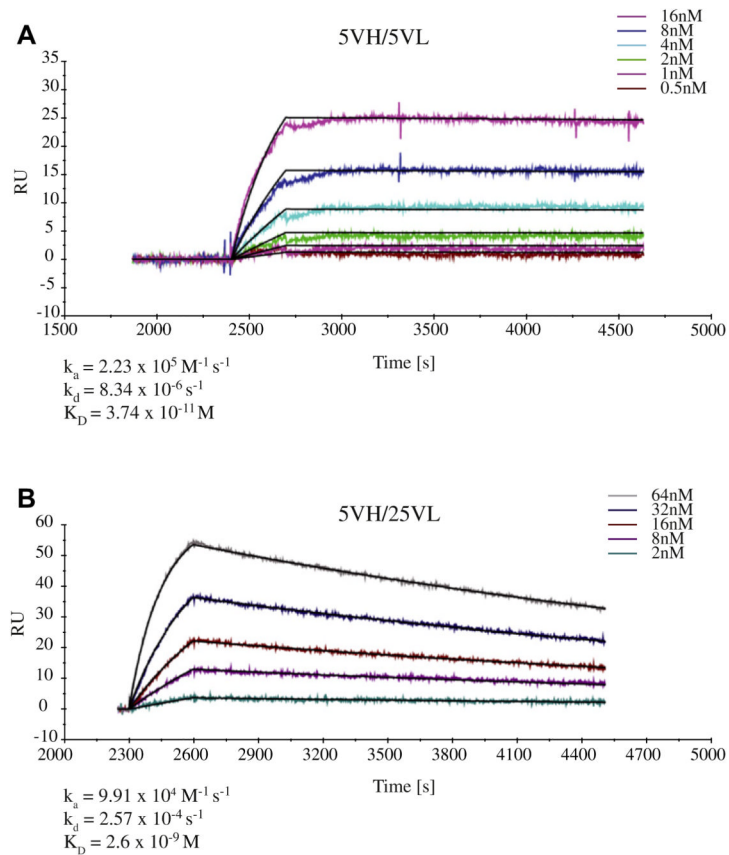 A
5VH/5VL
16nM
8nM
4nM
2nM
1nM
0.5nM
35
30
25
20
15
10
5
0
-5
-10
RU
1500 2000 2500 3000 3500 4000 4500 5000
Time [s]
kₐ = 2.23 x 10⁵ M⁻¹ s⁻¹
k_d = 8.34 x 10⁻⁶ s⁻¹
K_D = 3.74 x 10⁻¹¹ M
B
5VH/25VL
64nM
32nM
16nM
8nM
2nM
60
50
40
30
20
10
0
-10
RU
2000 2300 2600 2900 3200 3500 3800 4100 4400 4700 5000
Time [s]
kₐ = 9.91 x 10⁴ M⁻¹ s⁻¹
k_d = 2.57 x 10⁻⁴ s⁻¹
K_D = 2.6 x 10⁻⁹ M